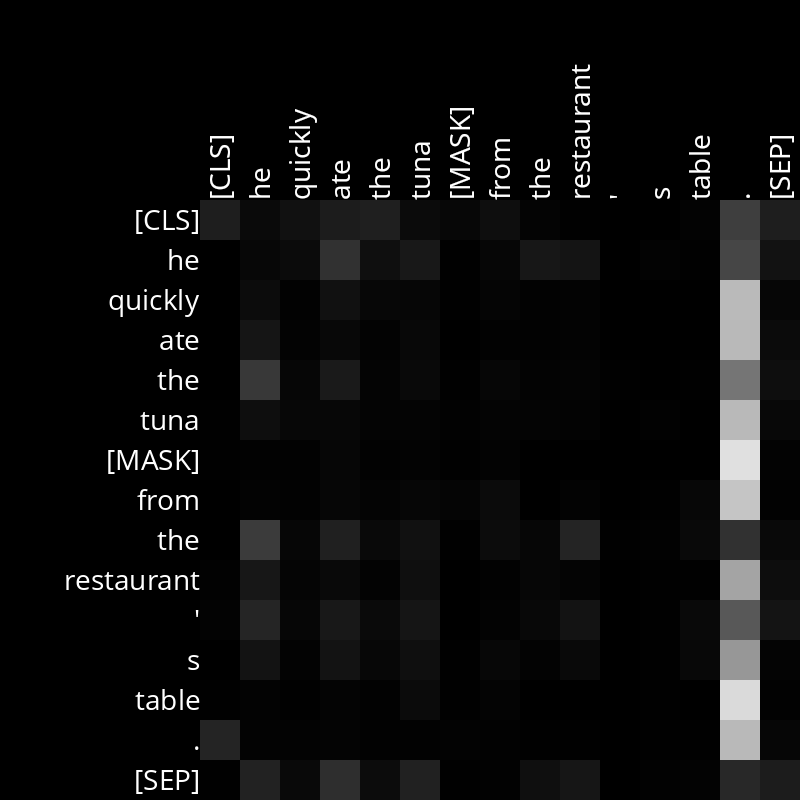 [CLS] he quickly ate the tuna [MASK] from the restaurant ' s table . [SEP]
[CLS]
he
quickly
ate
the
tuna
[MASK]
from
the
restaurant
'
s
table
.
[SEP]